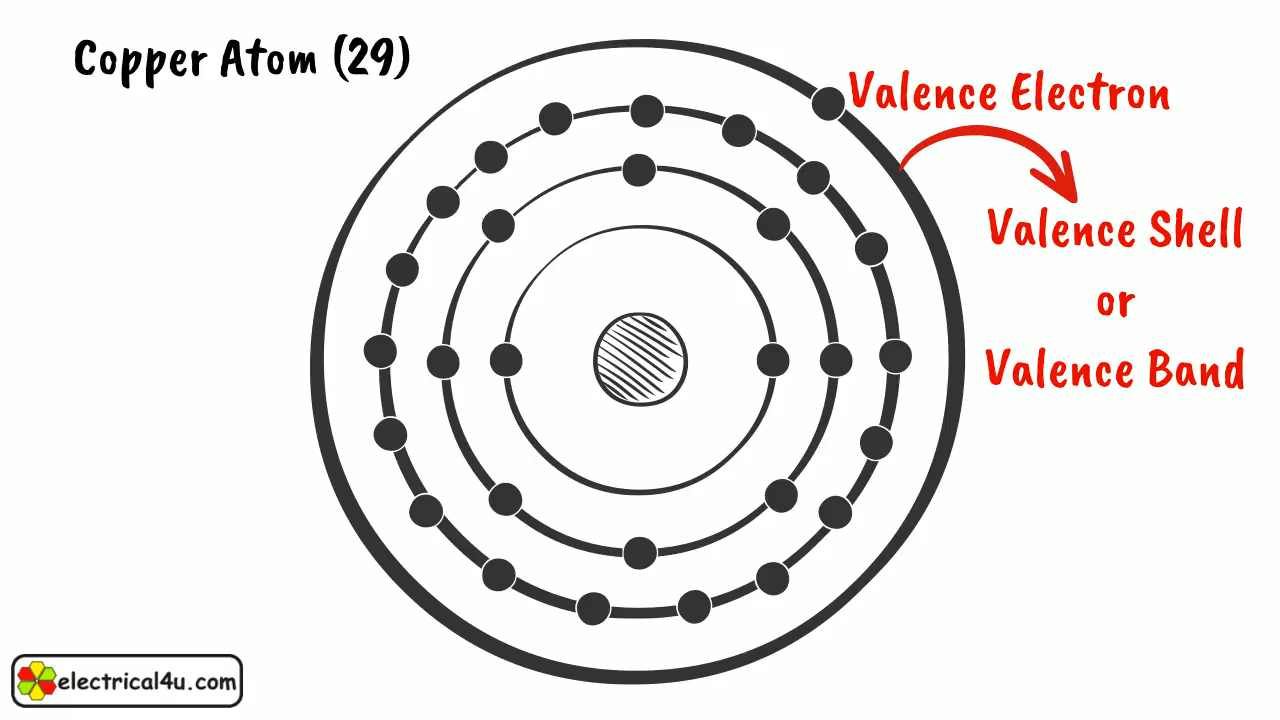 Copper Atom (29)
Valence Electron
Valence Shell
or
Valence Band
electrical4u.com